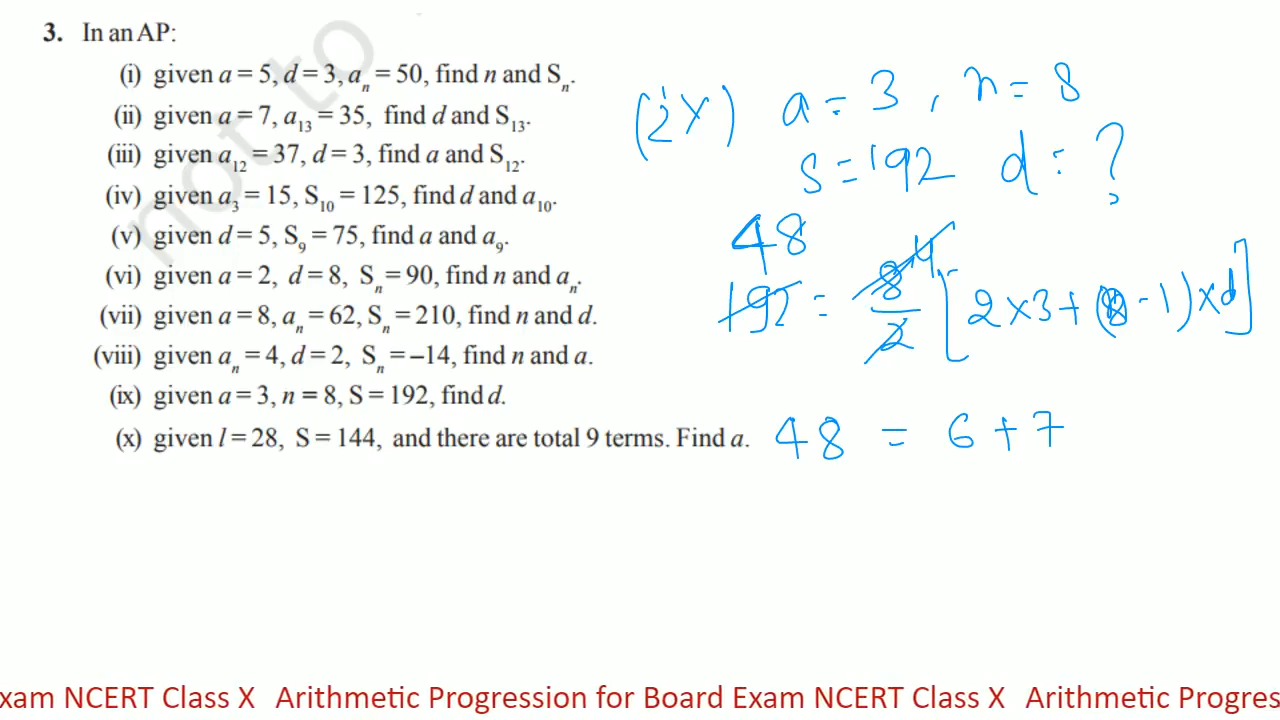 3. In an AP:
(i) given a = 5, d = 3, aₙ = 50, find n and Sₙ.
(ii) given a = 7, a₁₃ = 35, find d and S₁₃.
(iii) given a₁₂ = 37, d = 3, find a and S₁₂.
(iv) given a₃ = 15, S₁₀ = 125, find d and a₁₀.
(v) given d = 5, S₉ = 75, find a and a₉.
(vi) given a = 2, d = 8, Sₙ = 90, find n and aₙ.
(vii) given a = 8, aₙ = 62, Sₙ = 210, find n and d.
(viii) given aₙ = 4, d = 2, Sₙ = –14, find n and a.
(ix) given a = 3, n = 8, S = 192, find d.
(x) given l = 28, S = 144, and there are total 9 terms. Find a.
not to
(ix) a = 3, n = 8
S = 192 d = ?
48
192 = 8/2 4 [2×3+(8-1)×d]
48 = 6+7
xam NCERT Class X Arithmetic Progression for Board Exam NCERT Class X Arithmetic Progres